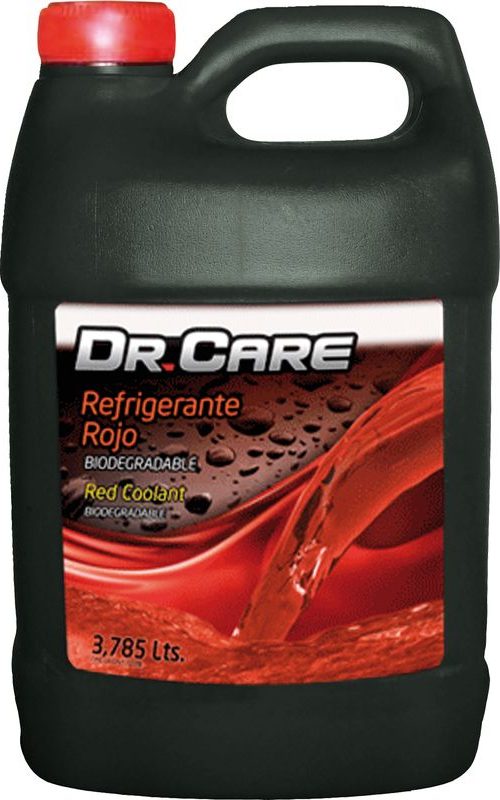 DR. CARE
Refrigerante
Rojo
BIODEGRADABLE
Red Coolant
BIODEGRADABLE
3,785 Lts.